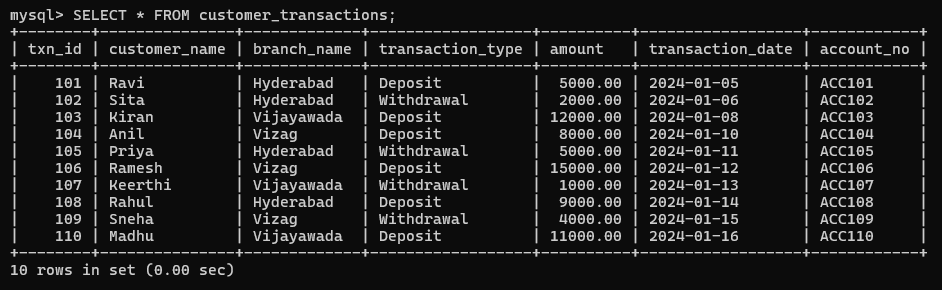 mysql> SELECT * FROM customer_transactions;
+--------+---------------+-------------+------------------+----------+------------------+------------+
| txn_id | customer_name | branch_name | transaction_type | amount   | transaction_date | account_no |
+--------+---------------+-------------+------------------+----------+------------------+------------+
|    101 | Ravi          | Hyderabad   | Deposit          |  5000.00 | 2024-01-05       | ACC101     |
|    102 | Sita          | Hyderabad   | Withdrawal       |  2000.00 | 2024-01-06       | ACC102     |
|    103 | Kiran         | Vijayawada  | Deposit          | 12000.00 | 2024-01-08       | ACC103     |
|    104 | Anil          | Vizag       | Deposit          |  8000.00 | 2024-01-10       | ACC104     |
|    105 | Priya         | Hyderabad   | Withdrawal       |  5000.00 | 2024-01-11       | ACC105     |
|    106 | Ramesh        | Vizag       | Deposit          | 15000.00 | 2024-01-12       | ACC106     |
|    107 | Keerthi       | Vijayawada  | Withdrawal       |  1000.00 | 2024-01-13       | ACC107     |
|    108 | Rahul         | Hyderabad   | Deposit          |  9000.00 | 2024-01-14       | ACC108     |
|    109 | Sneha         | Vizag       | Withdrawal       |  4000.00 | 2024-01-15       | ACC109     |
|    110 | Madhu         | Vijayawada  | Deposit          | 11000.00 | 2024-01-16       | ACC110     |
+--------+---------------+-------------+------------------+----------+------------------+------------+
10 rows in set (0.00 sec)